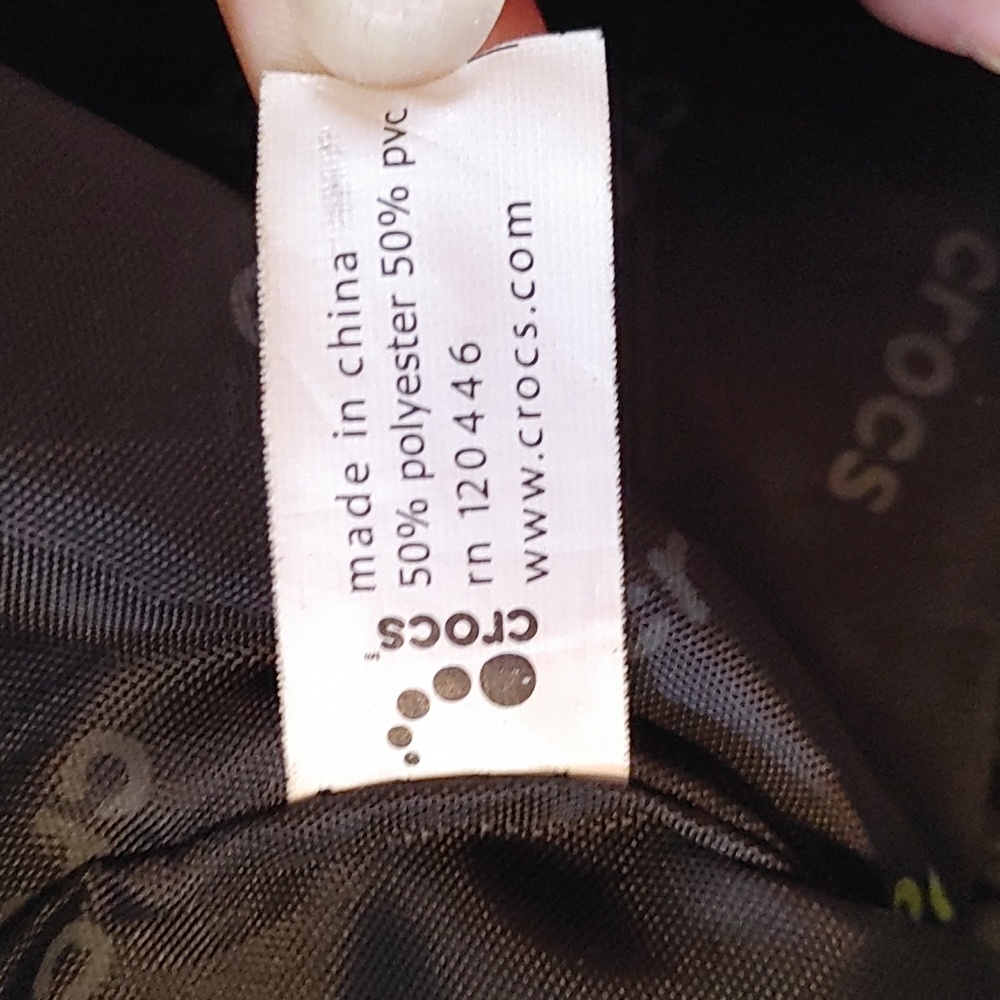 made in china
50% polyester 50% pvc
rn 120446
www.crocs.com
crocs
crocs